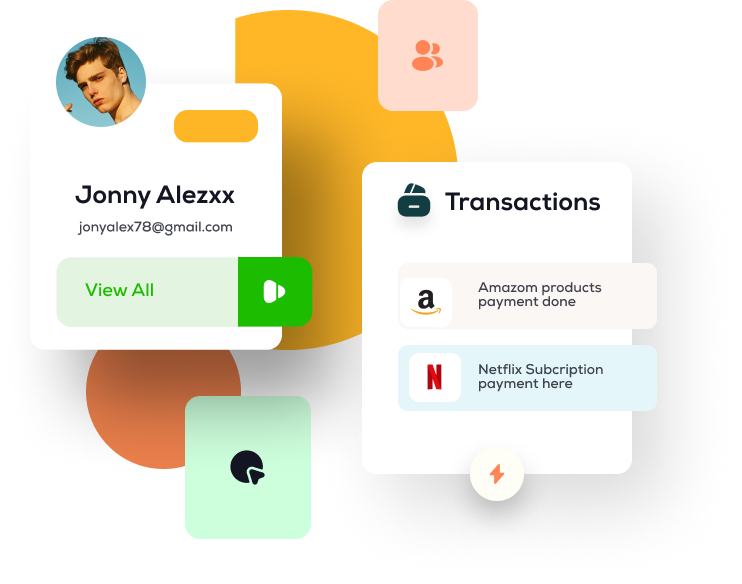 Jonny Alezxx
jonyalex78@gmail.com
View All
Transactions
a
Amazom products
payment done
N
Netflix Subcription
payment here